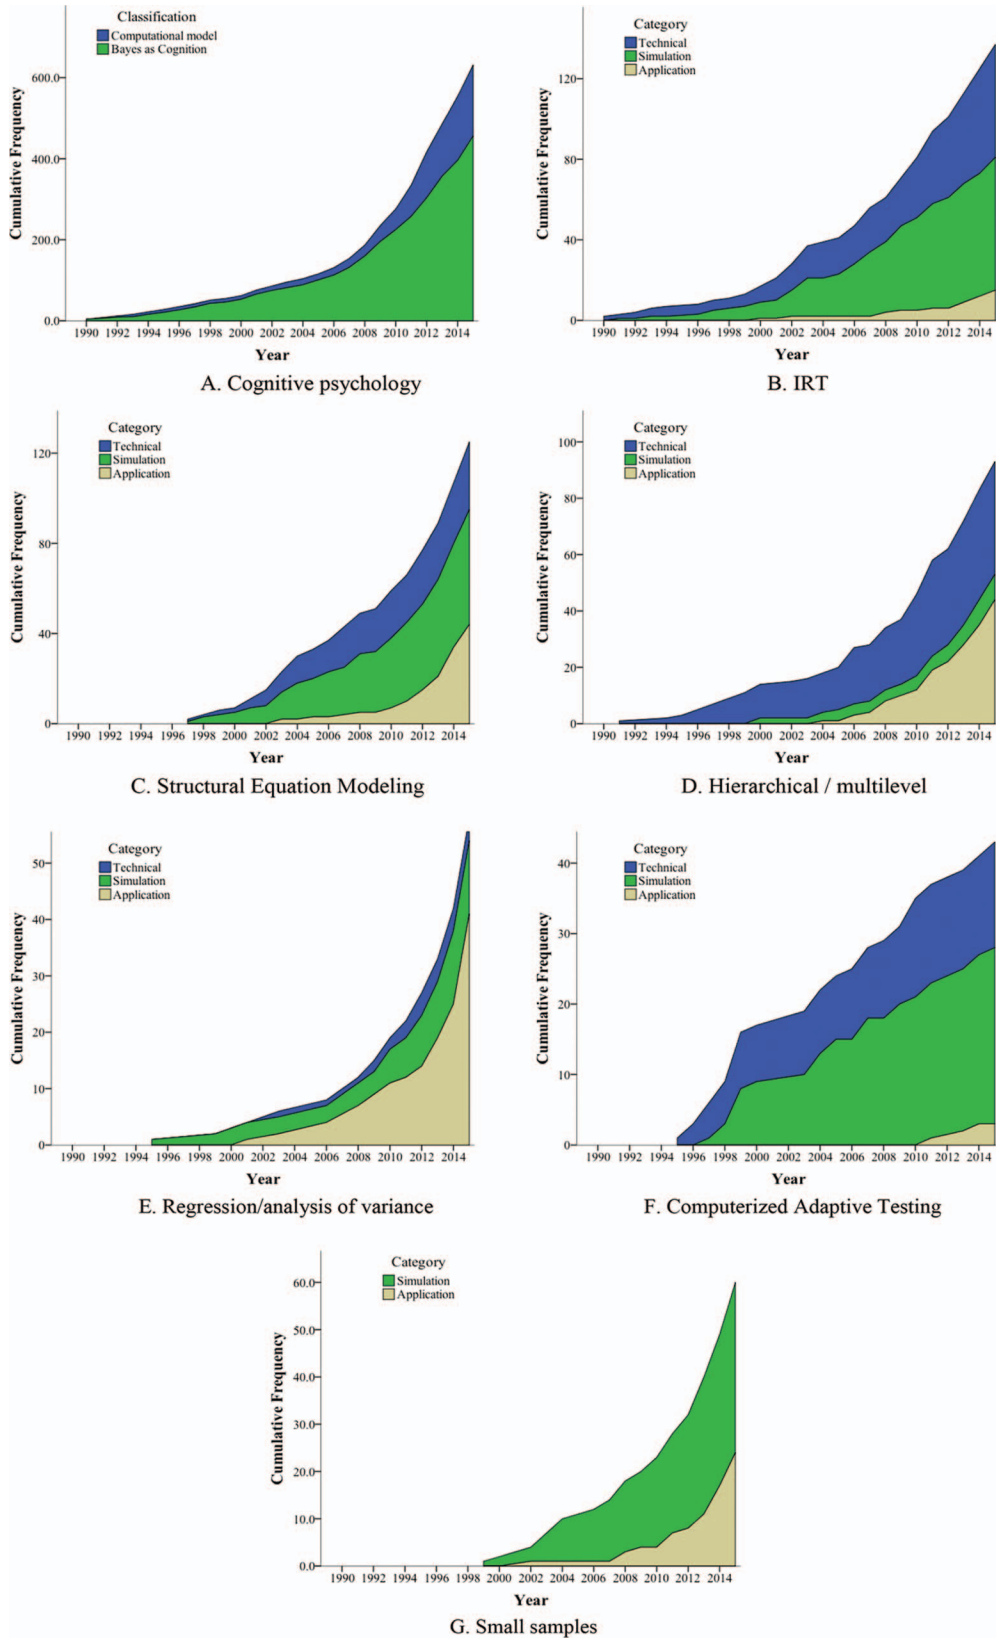 Classification
Computational model
Bayes as Cognition
Cumulative Frequency
600.0
400.0
200.0
0.0
1990 1992 1994 1996 1998 2000 2002 2004 2006 2008 2010 2012 2014
Year
A. Cognitive psychology
Category
Technical
Simulation
Application
Cumulative Frequency
120
80
40
0
1990 1992 1994 1996 1998 2000 2002 2004 2006 2008 2010 2012 2014
Year
B. IRT
Category
Technical
Simulation
Application
Cumulative Frequency
120
80
40
0
1990 1992 1994 1996 1998 2000 2002 2004 2006 2008 2010 2012 2014
Year
C. Structural Equation Modeling
Category
Technical
Simulation
Application
Cumulative Frequency
100
80
60
40
20
0
1990 1992 1994 1996 1998 2000 2002 2004 2006 2008 2010 2012 2014
Year
D. Hierarchical / multilevel
Category
Technical
Simulation
Application
Cumulative Frequency
50
40
30
20
10
0
1990 1992 1994 1996 1998 2000 2002 2004 2006 2008 2010 2012 2014
Year
E. Regression/analysis of variance
Category
Technical
Simulation
Application
Cumulative Frequency
40
30
20
10
0
1990 1992 1994 1996 1998 2000 2002 2004 2006 2008 2010 2012 2014
Year
F. Computerized Adaptive Testing
Category
Simulation
Application
Cumulative Frequency
60.0
50.0
40.0
30.0
20.0
10.0
0.0
1990 1992 1994 1996 1998 2000 2002 2004 2006 2008 2010 2012 2014
Year
G. Small samples